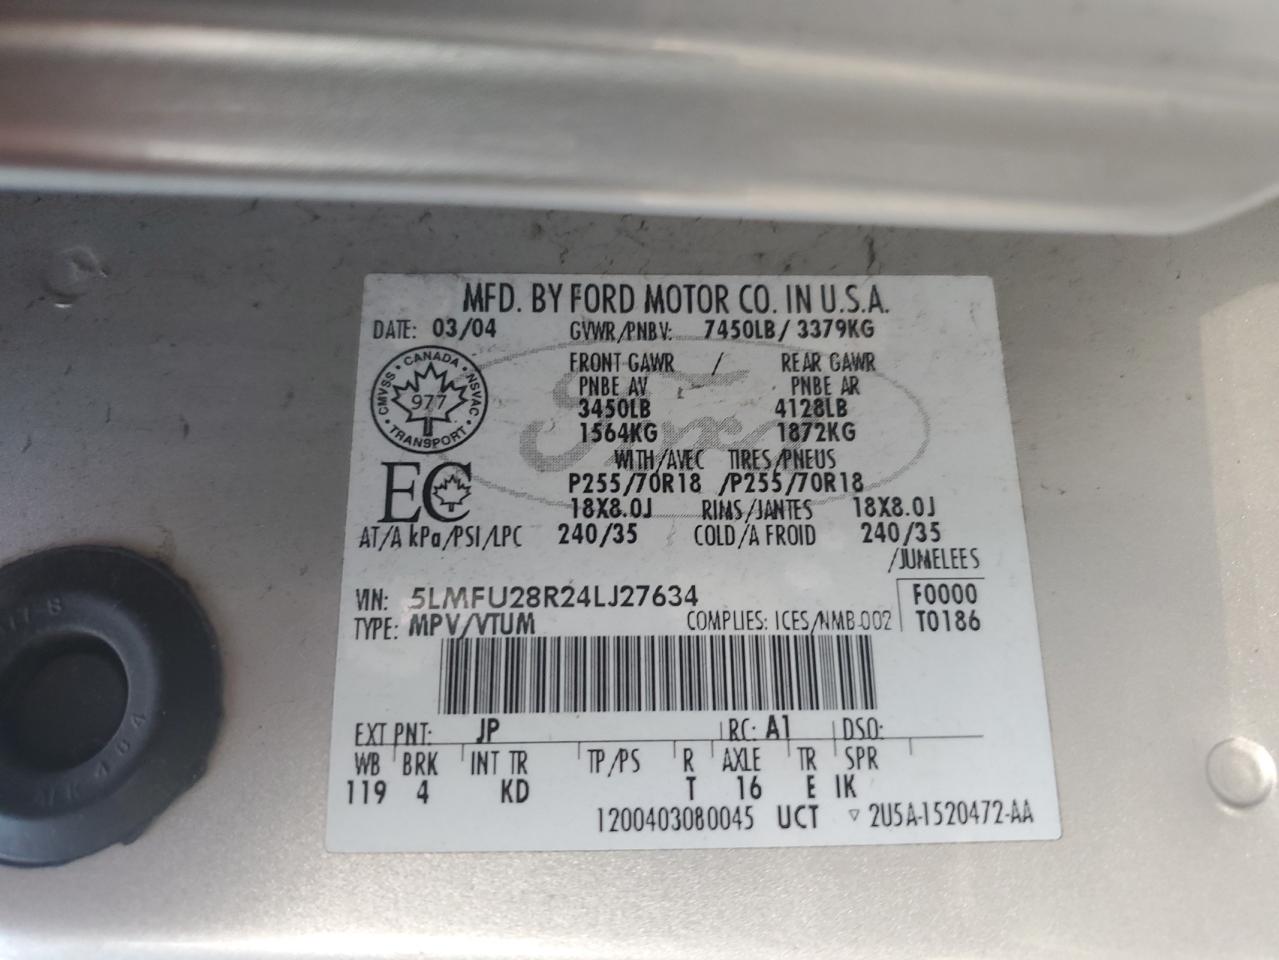 MFD. BY FORD MOTOR CO. IN U.S.A.
DATE: 03/04 GVWR/PNBV: 7450LB/3379KG
FRONT GAWR / REAR GAWR
PNBE AV PNBE AR
3450LB 4128LB
1564KG 1872KG
WITH/AVEC TIRES/PNEUS
P255/70R18 /P255/70R18
18X8.0J RIMS/JANTES 18X8.0J
AT/A kPa/PSI/LPC 240/35 COLD/A FROID 240/35
/JUMELEES
CANADA
CMVSS NSVAC
977
TRANSPORT
EC
Ford
VIN: 5LMFU28R24LJ27634 F0000
TYPE: MPV/VTUM COMPLIES: ICES/NMB-002 T0186
EXT PNT: JP RC: A1 DSO:
WB BRK INT TR TP/PS R AXLE TR SPR
119 4 KD T 16 E IK
1200403080045 UCT ▽ 2U5A-1520472-AA